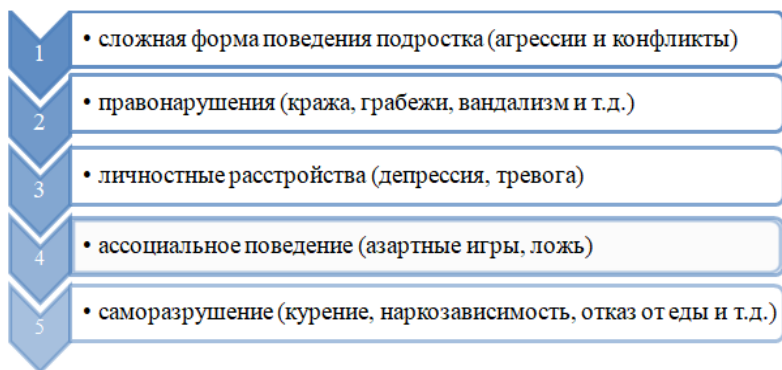 1
• сложная форма поведения подростка (агрессии и конфликты)
2
• правонарушения (кража, грабежи, вандализм и т.д.)
3
• личностные расстройства (депрессия, тревога)
4
• ассоциальное поведение (азартные игры, ложь)
5
• саморазрушение (курение, наркозависимость, отказ от еды и т.д.)